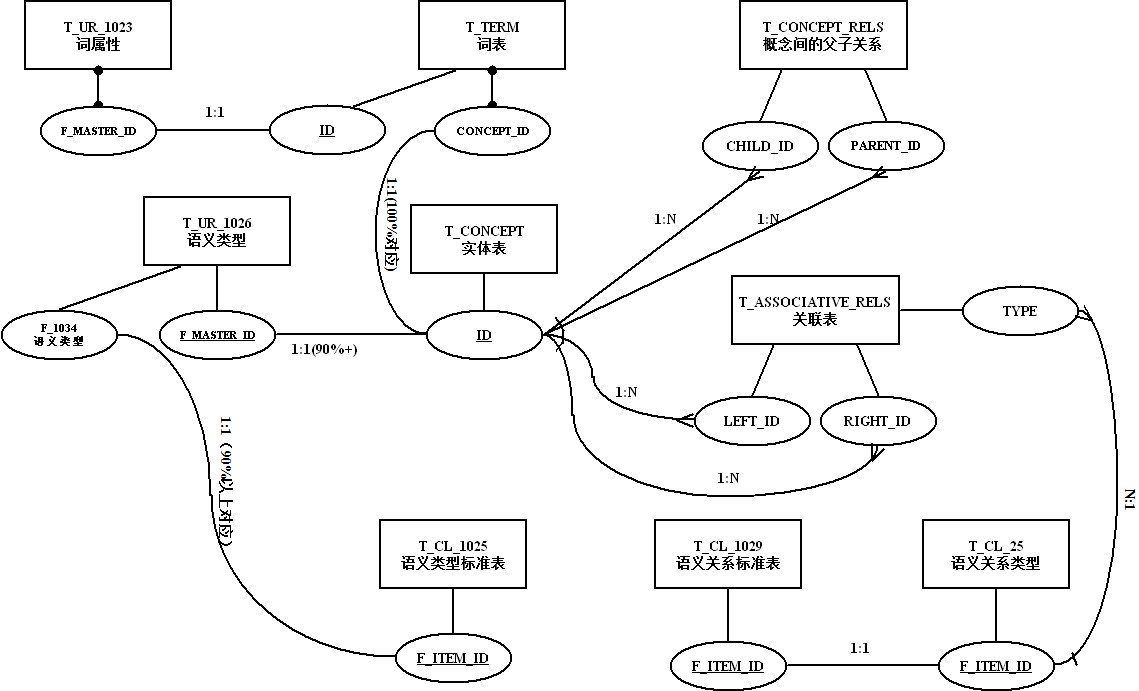 T_UR_1023
词属性
T_TERM
词表
T_CONCEPT_RELS
概念间的父子关系
F_MASTER_ID
1:1
ID
CONCEPT_ID
CHILD_ID
PARENT_ID
1:1(100%对应)
T_UR_1026
语义类型
T_CONCEPT
实体表
1:N
1:N
T_ASSOCIATIVE_RELS
关联表
TYPE
F_1034
语义类型
F_MASTER_ID
1:1(90%+)
ID
1:N
LEFT_ID
RIGHT_ID
1:1（90%以上对应）
1:N
N:1
T_CL_1025
语义类型标准表
T_CL_1029
语义关系标准表
T_CL_25
语义关系类型
F_ITEM_ID
F_ITEM_ID
1:1
F_ITEM_ID